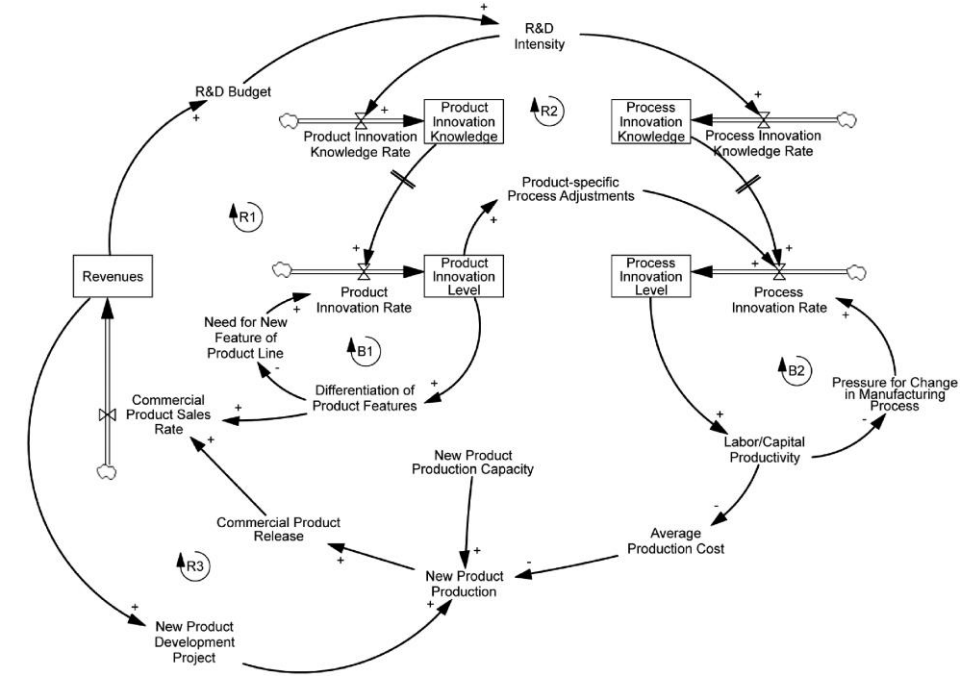 R&D
Intensity
R&D Budget
Product
Innovation
Knowledge
R2
Process
Innovation
Knowledge
Product Innovation
Knowledge Rate
Process Innovation
Knowledge Rate
Product-specific
Process Adjustments
R1
Revenues
Product
Innovation Rate
Product
Innovation
Level
Process
Innovation
Level
Process
Innovation Rate
Need for New
Feature of
Product Line
B1
B2
Differentiation of
Product Features
Pressure for Change
in Manufacturing
Process
Commercial
Product Sales
Rate
Labor/Capital
Productivity
New Product
Production Capacity
Commercial Product
Release
Average
Production Cost
R3
New Product
Production
New Product
Development
Project